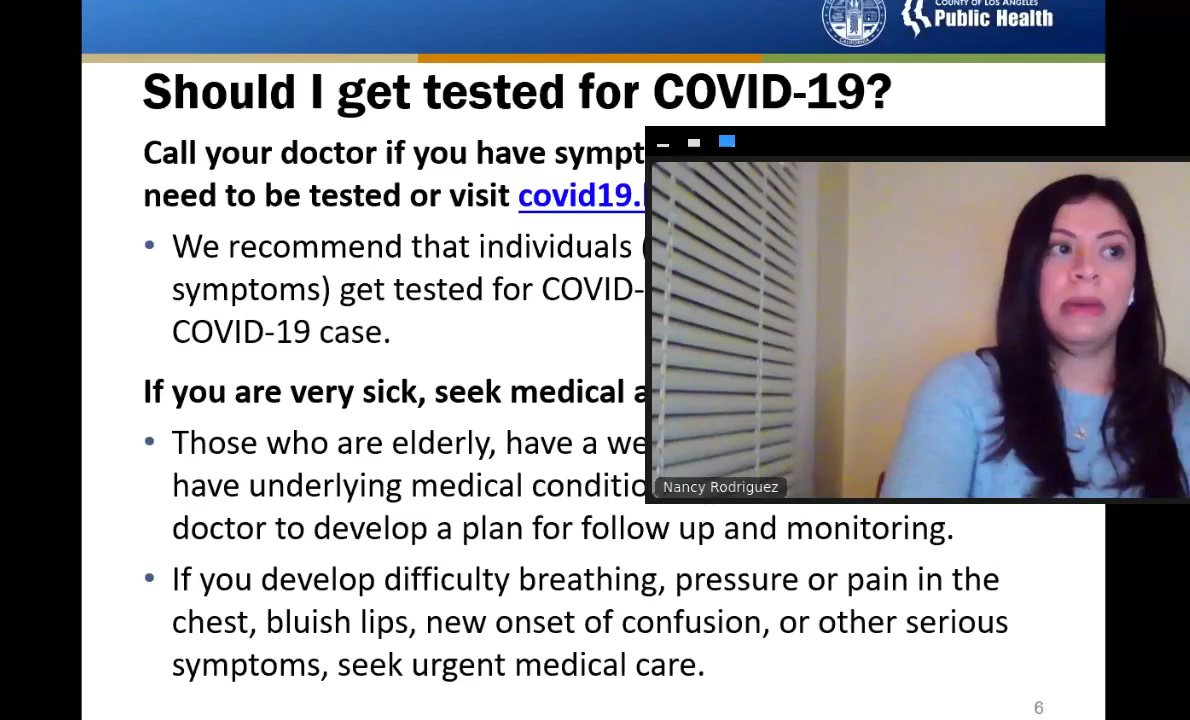 COUNTY OF LOS ANGELES
Public Health
Should I get tested for COVID-19?
Call your doctor if you have sympt
need to be tested or visit covid19.
We recommend that individuals (
symptoms) get tested for COVID-
COVID-19 case.
If you are very sick, seek medical a
Those who are elderly, have a we
have underlying medical conditio
doctor to develop a plan for follow up and monitoring.
If you develop difficulty breathing, pressure or pain in the
chest, bluish lips, new onset of confusion, or other serious
symptoms, seek urgent medical care.
6
Nancy Rodriguez